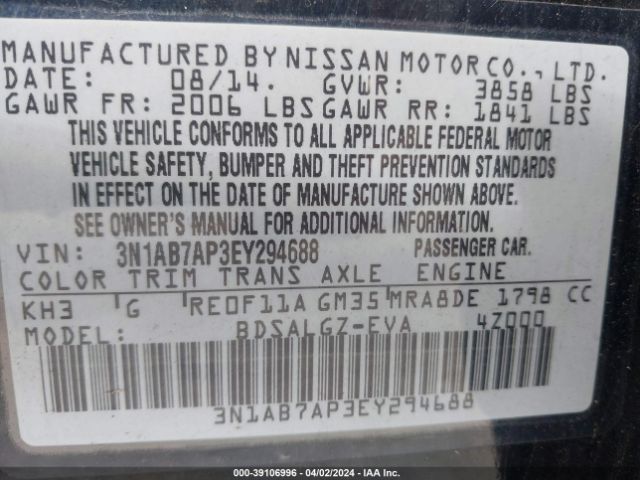 MANUFACTURED BY NISSAN MOTOR CO., LTD.
DATE: 08/14. GVWR: 3858 LBS
GAWR FR: 2006 LBS GAWR RR: 1841 LBS
THIS VEHICLE CONFORMS TO ALL APPLICABLE FEDERAL MOTOR
VEHICLE SAFETY, BUMPER AND THEFT PREVENTION STANDARDS
IN EFFECT ON THE DATE OF MANUFACTURE SHOWN ABOVE.
SEE OWNER'S MANUAL FOR ADDITIONAL INFORMATION.
VIN: 3N1AB7AP3EY294688 PASSENGER CAR.
COLOR TRIM TRANS AXLE ENGINE
KH3 G RE0F11A GM35 MRA8DE 1798 CC
MODEL: BDSALGZ-EVA 4Z000
3N1AB7AP3EY294688
000-39106996 - 04/02/2024 - IAA Inc.